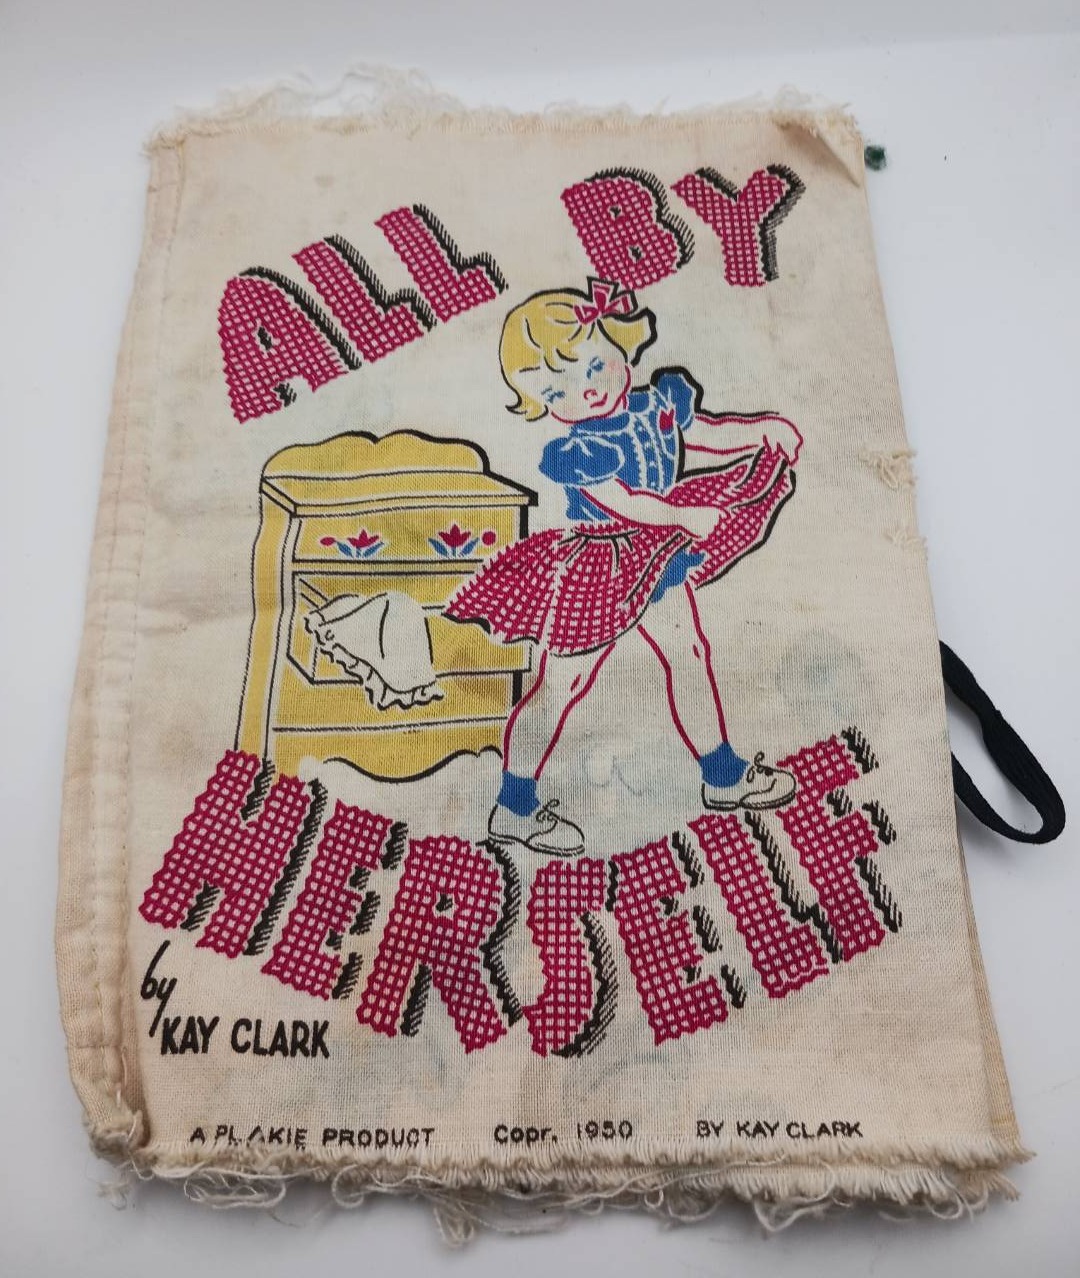 ALL BY
HERSELF
by
KAY CLARK
A PLAKIE PRODUCT Copr. 1950 BY KAY CLARK